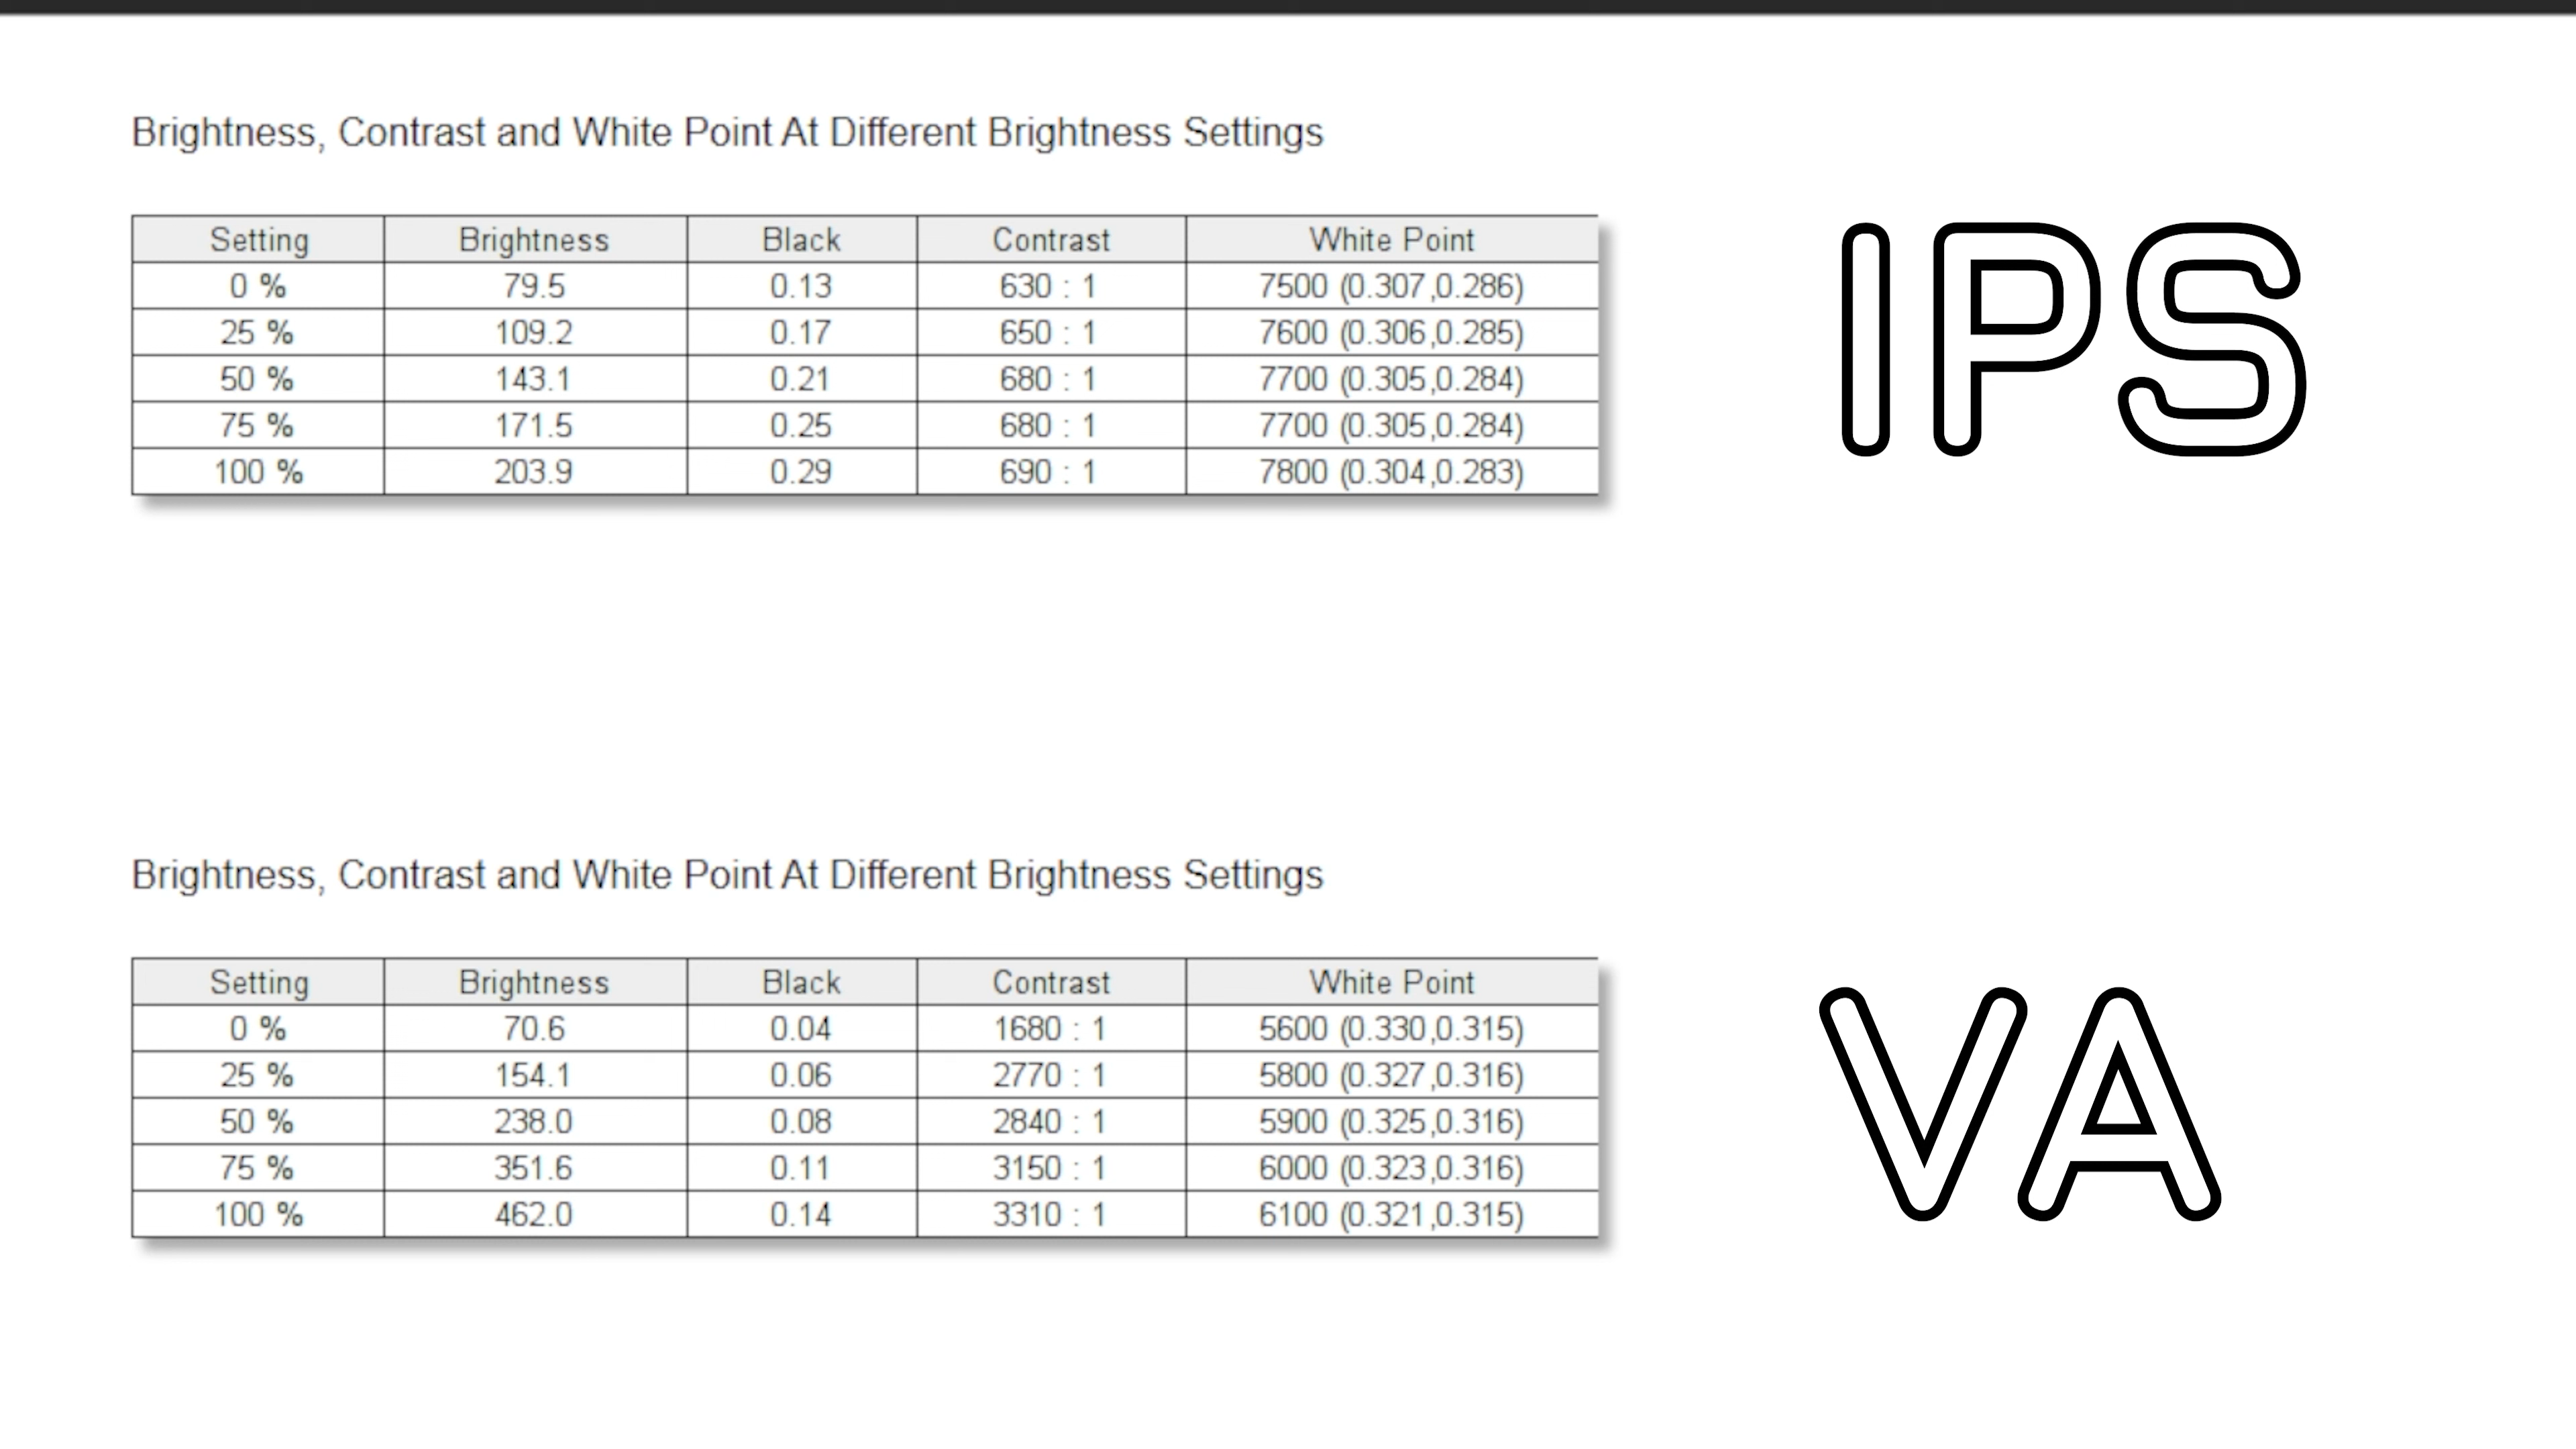 Brightness, Contrast and White Point At Different Brightness Settings
Setting Brightness Black Contrast White Point
0 % 79.5 0.13 630 : 1 7500 (0.307,0.286)
25 % 109.2 0.17 650 : 1 7600 (0.306,0.285)
50 % 143.1 0.21 680 : 1 7700 (0.305,0.284)
75 % 171.5 0.25 680 : 1 7700 (0.305,0.284)
100 % 203.9 0.29 690 : 1 7800 (0.304,0.283)
IPS
Brightness, Contrast and White Point At Different Brightness Settings
Setting Brightness Black Contrast White Point
0 % 70.6 0.04 1680 : 1 5600 (0.330,0.315)
25 % 154.1 0.06 2770 : 1 5800 (0.327,0.316)
50 % 238.0 0.08 2840 : 1 5900 (0.325,0.316)
75 % 351.6 0.11 3150 : 1 6000 (0.323,0.316)
100 % 462.0 0.14 3310 : 1 6100 (0.321,0.315)
VA